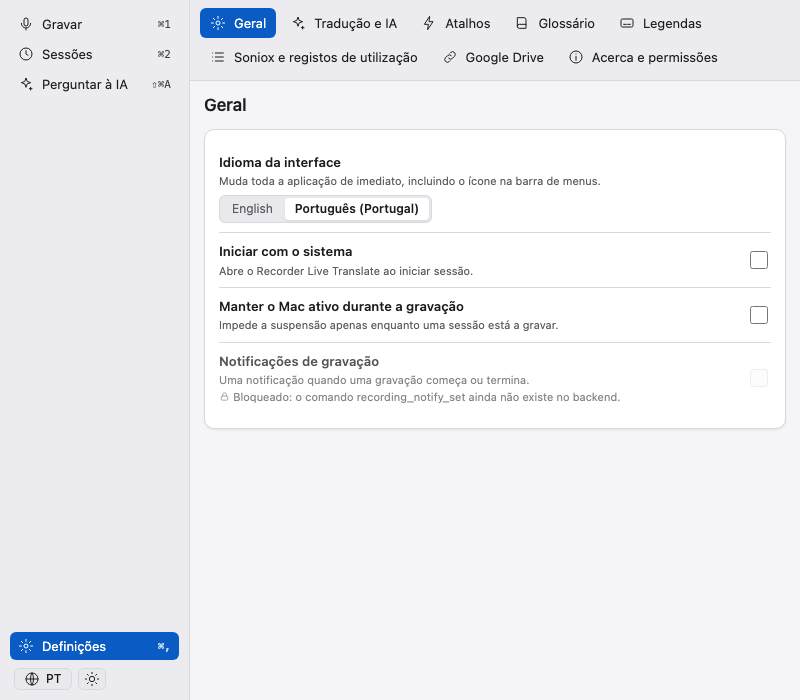 Gravar ⌘1
Sessões ⌘2
Perguntar à IA ⇧⌘A
Geral
Tradução e IA
Atalhos
Glossário
Legendas
Soniox e registos de utilização
Google Drive
Acerca e permissões
Geral
Idioma da interface
Muda toda a aplicação de imediato, incluindo o ícone na barra de menus.
English
Português (Portugal)
Iniciar com o sistema
Abre o Recorder Live Translate ao iniciar sessão.
Manter o Mac ativo durante a gravação
Impede a suspensão apenas enquanto uma sessão está a gravar.
Notificações de gravação
Uma notificação quando uma gravação começa ou termina.
Bloqueado: o comando recording_notify_set ainda não existe no backend.
Definições ⌘,
PT